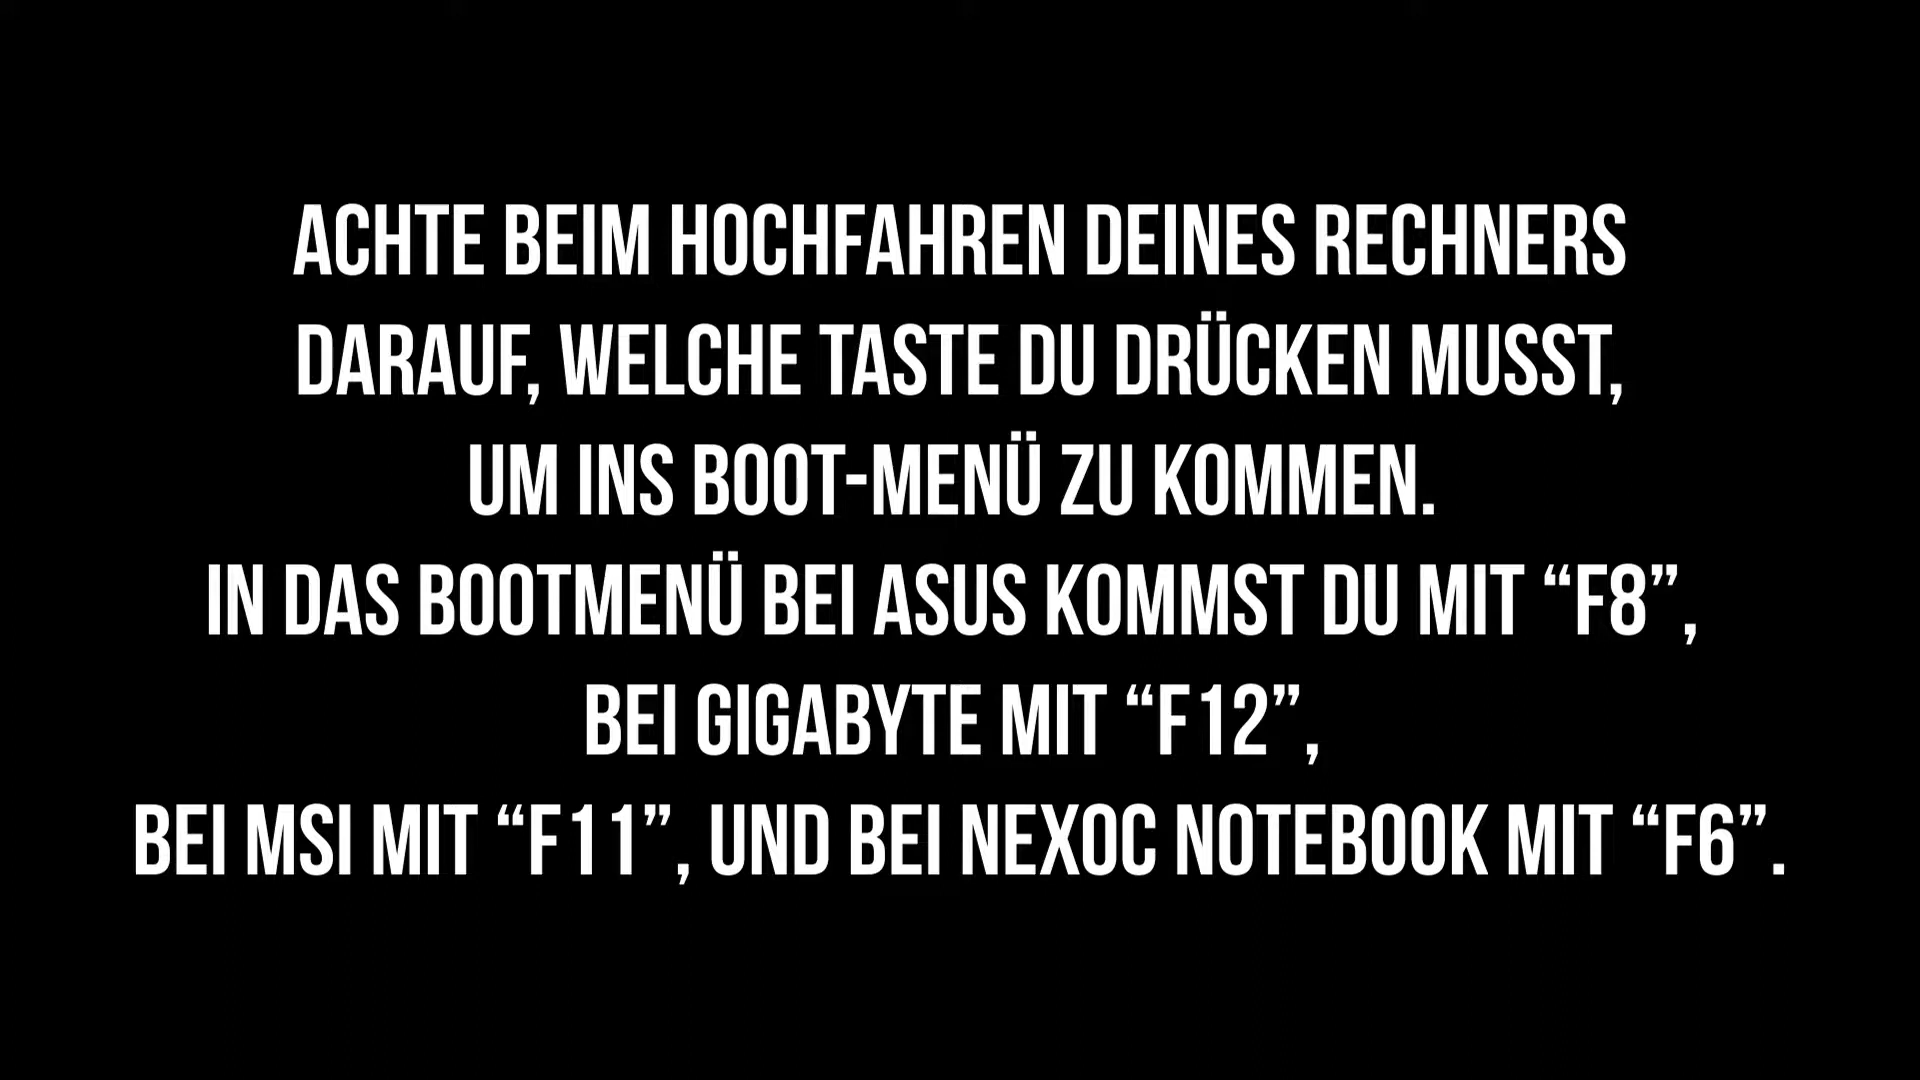 ACHTE BEIM HOCHFAHREN DEINES RECHNERS
DARAUF, WELCHE TASTE DU DRÜCKEN MUSST,
UM INS BOOT-MENÜ ZU KOMMEN.
IN DAS BOOTMENÜ BEI ASUS KOMMST DU MIT “F8”,
BEI GIGABYTE MIT “F12”,
BEI MSI MIT “F11”, UND BEI NEXOC NOTEBOOK MIT “F6”.